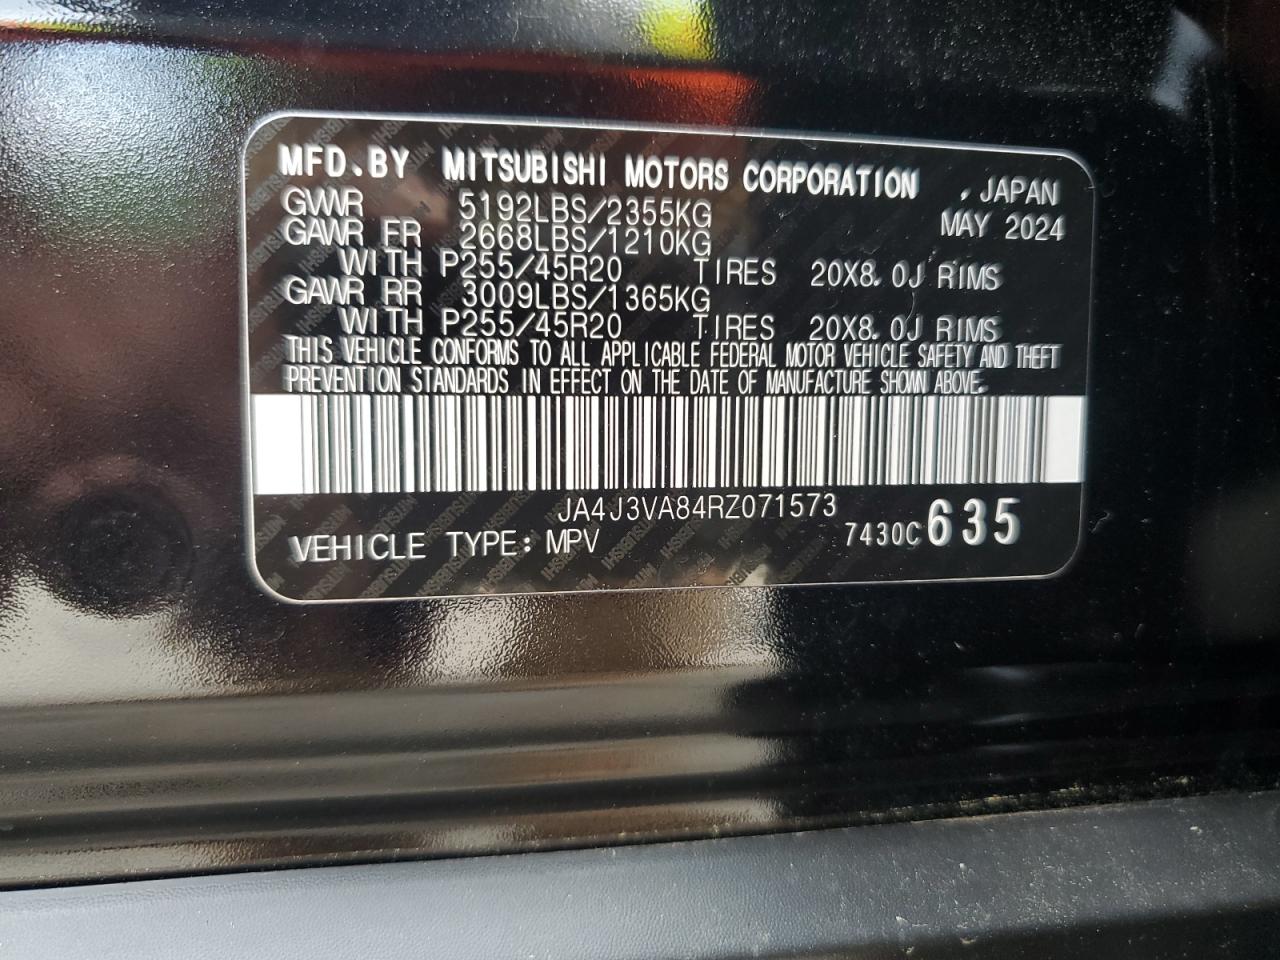 MFD.BY MITSUBISHI MOTORS CORPORATION , JAPAN
GVWR 5192LBS/2355KG MAY 2024
GAWR FR 2668LBS/1210KG
WITH P255/45R20 TIRES 20X8.0J RIMS
GAWR RR 3009LBS/1365KG
WITH P255/45R20 TIRES 20X8.0J RIMS
THIS VEHICLE CONFORMS TO ALL APPLICABLE FEDERAL MOTOR VEHICLE SAFETY AND THEFT
PREVENTION STANDARDS IN EFFECT ON THE DATE OF MANUFACTURE SHOWN ABOVE.
JA4J3VA84RZ071573
VEHICLE TYPE: MPV 7430C 635